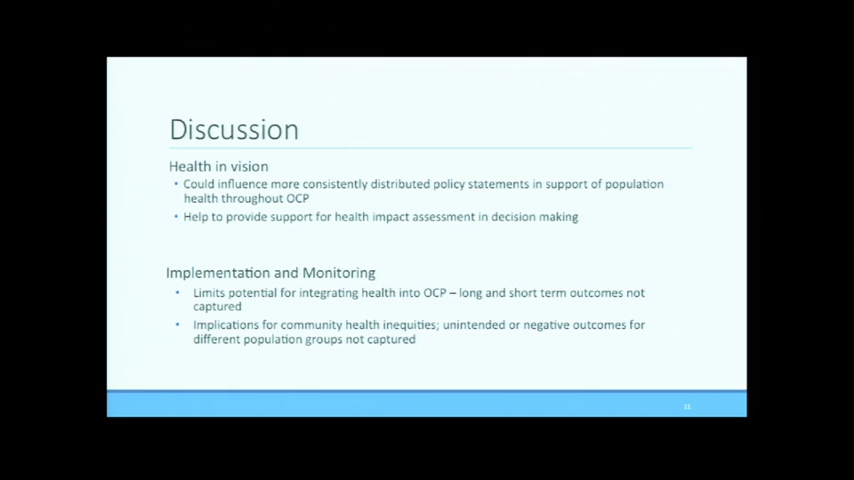 Discussion
Health in vision
• Could influence more consistently distributed policy statements in support of population
health throughout OCP
• Help to provide support for health impact assessment in decision making
Implementation and Monitoring
• Limits potential for integrating health into OCP – long and short term outcomes not
captured
• Implications for community health inequities; unintended or negative outcomes for
different population groups not captured